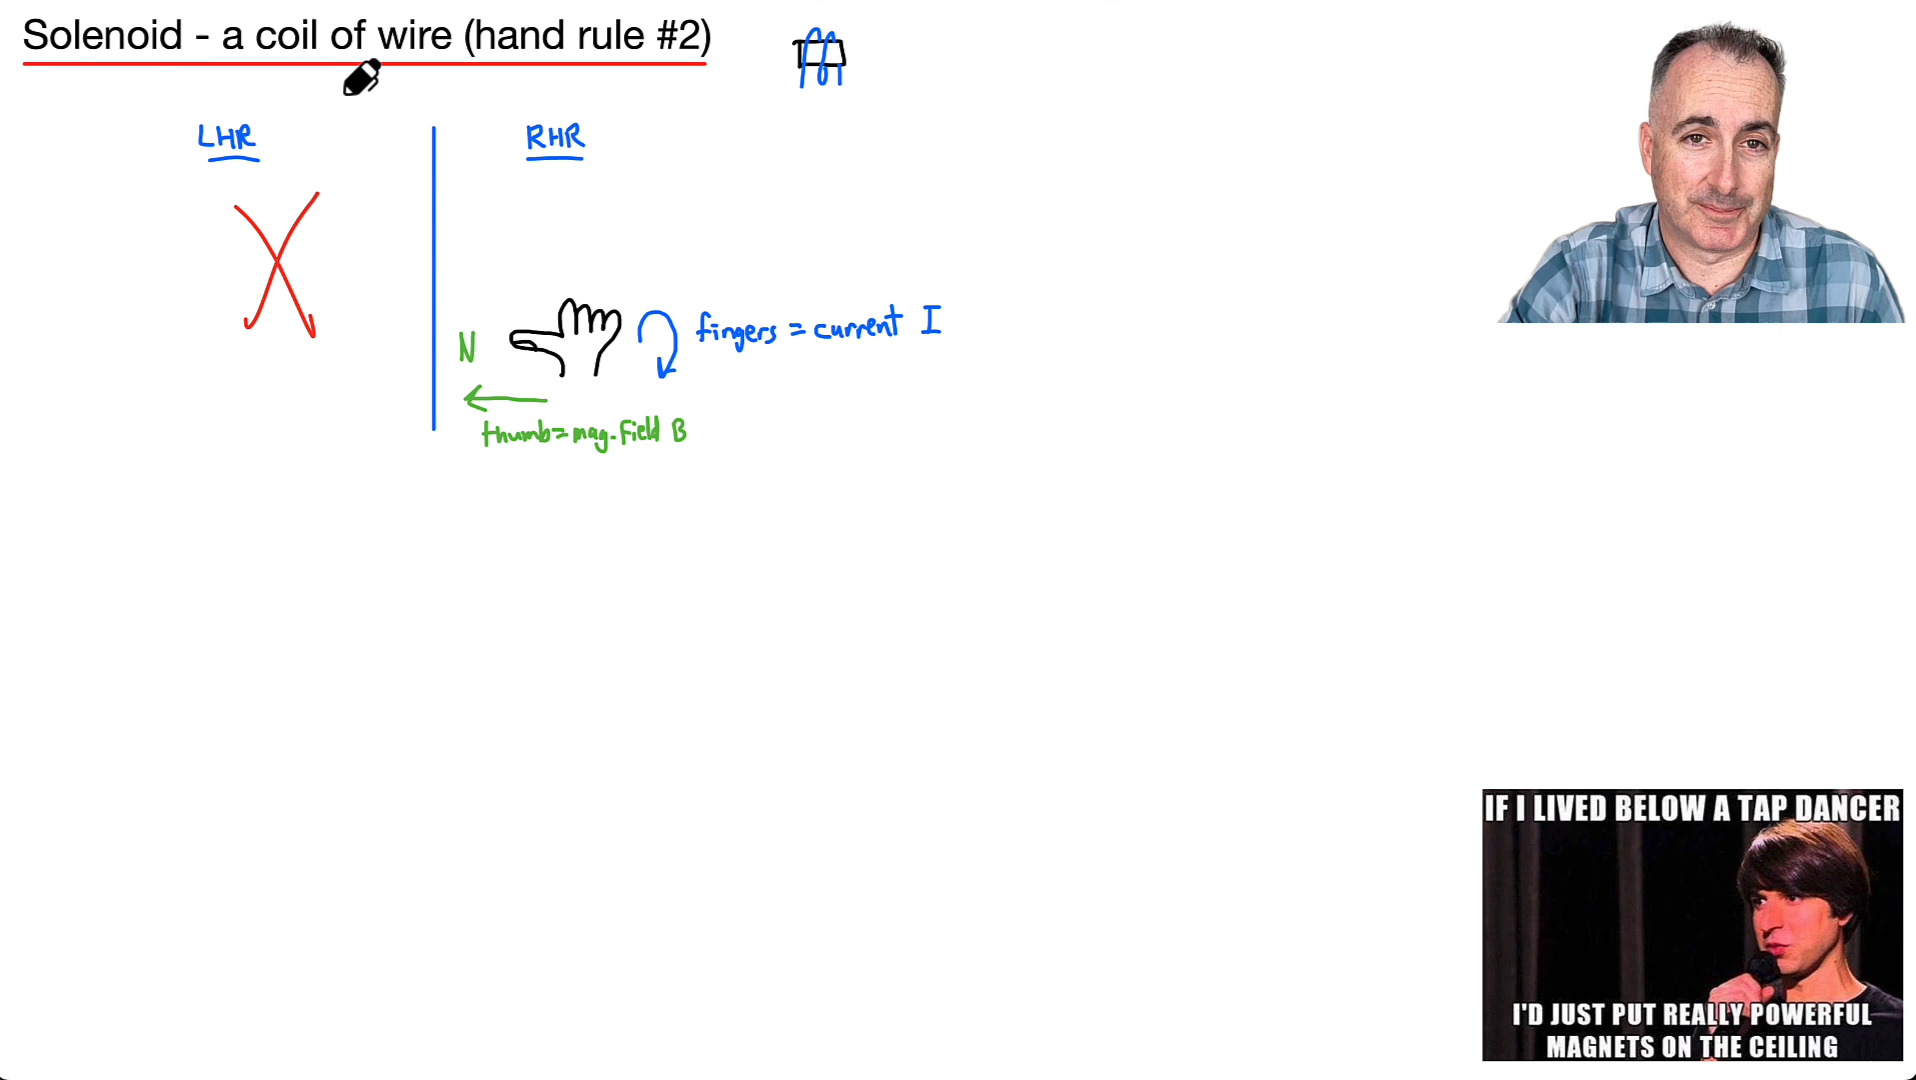 Solenoid - a coil of wire (hand rule #2)
LHR
RHR
N
fingers = current I
thumb = mag. field B
IF I LIVED BELOW A TAP DANCER
I'D JUST PUT REALLY POWERFUL
MAGNETS ON THE CEILING